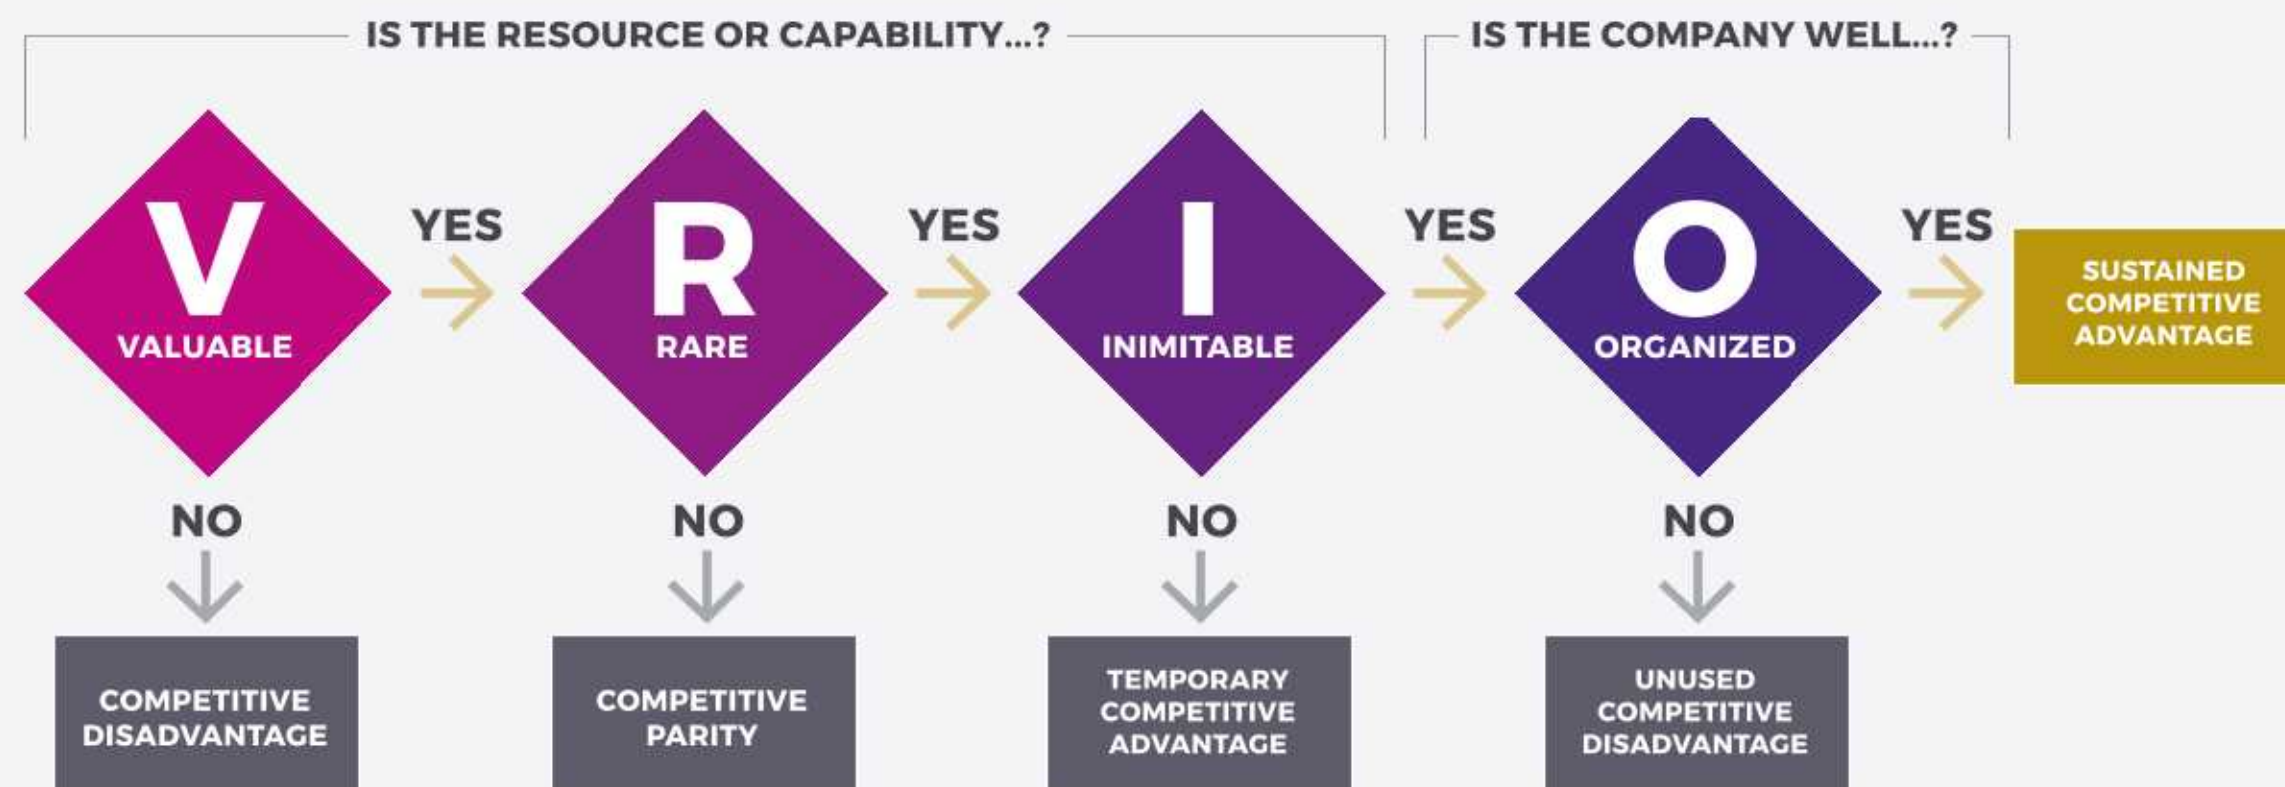 IS THE RESOURCE OR CAPABILITY...?
IS THE COMPANY WELL...?
V
VALUABLE
YES
R
RARE
YES
I
INIMITABLE
YES
O
ORGANIZED
YES
SUSTAINED
COMPETITIVE
ADVANTAGE
NO
NO
NO
NO
COMPETITIVE
DISADVANTAGE
COMPETITIVE
PARITY
TEMPORARY
COMPETITIVE
ADVANTAGE
UNUSED
COMPETITIVE
DISADVANTAGE